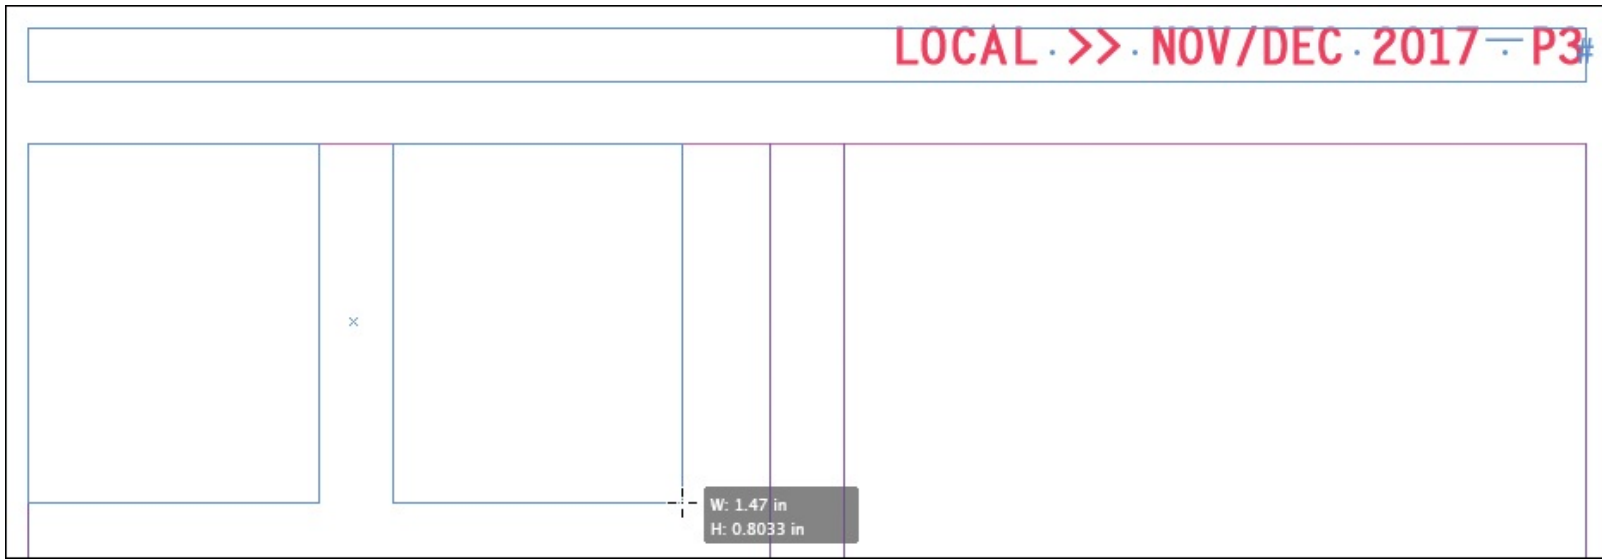 LOCAL >> NOV/DEC 2017 — P3#
W: 1.47 in
H: 0.8033 in